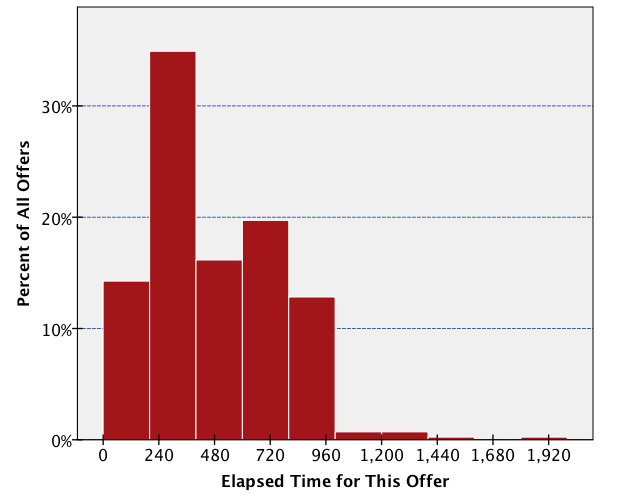 30%
20%
10%
0%
Percent of All Offers
0 240 480 720 960 1,200 1,440 1,680 1,920
Elapsed Time for This Offer